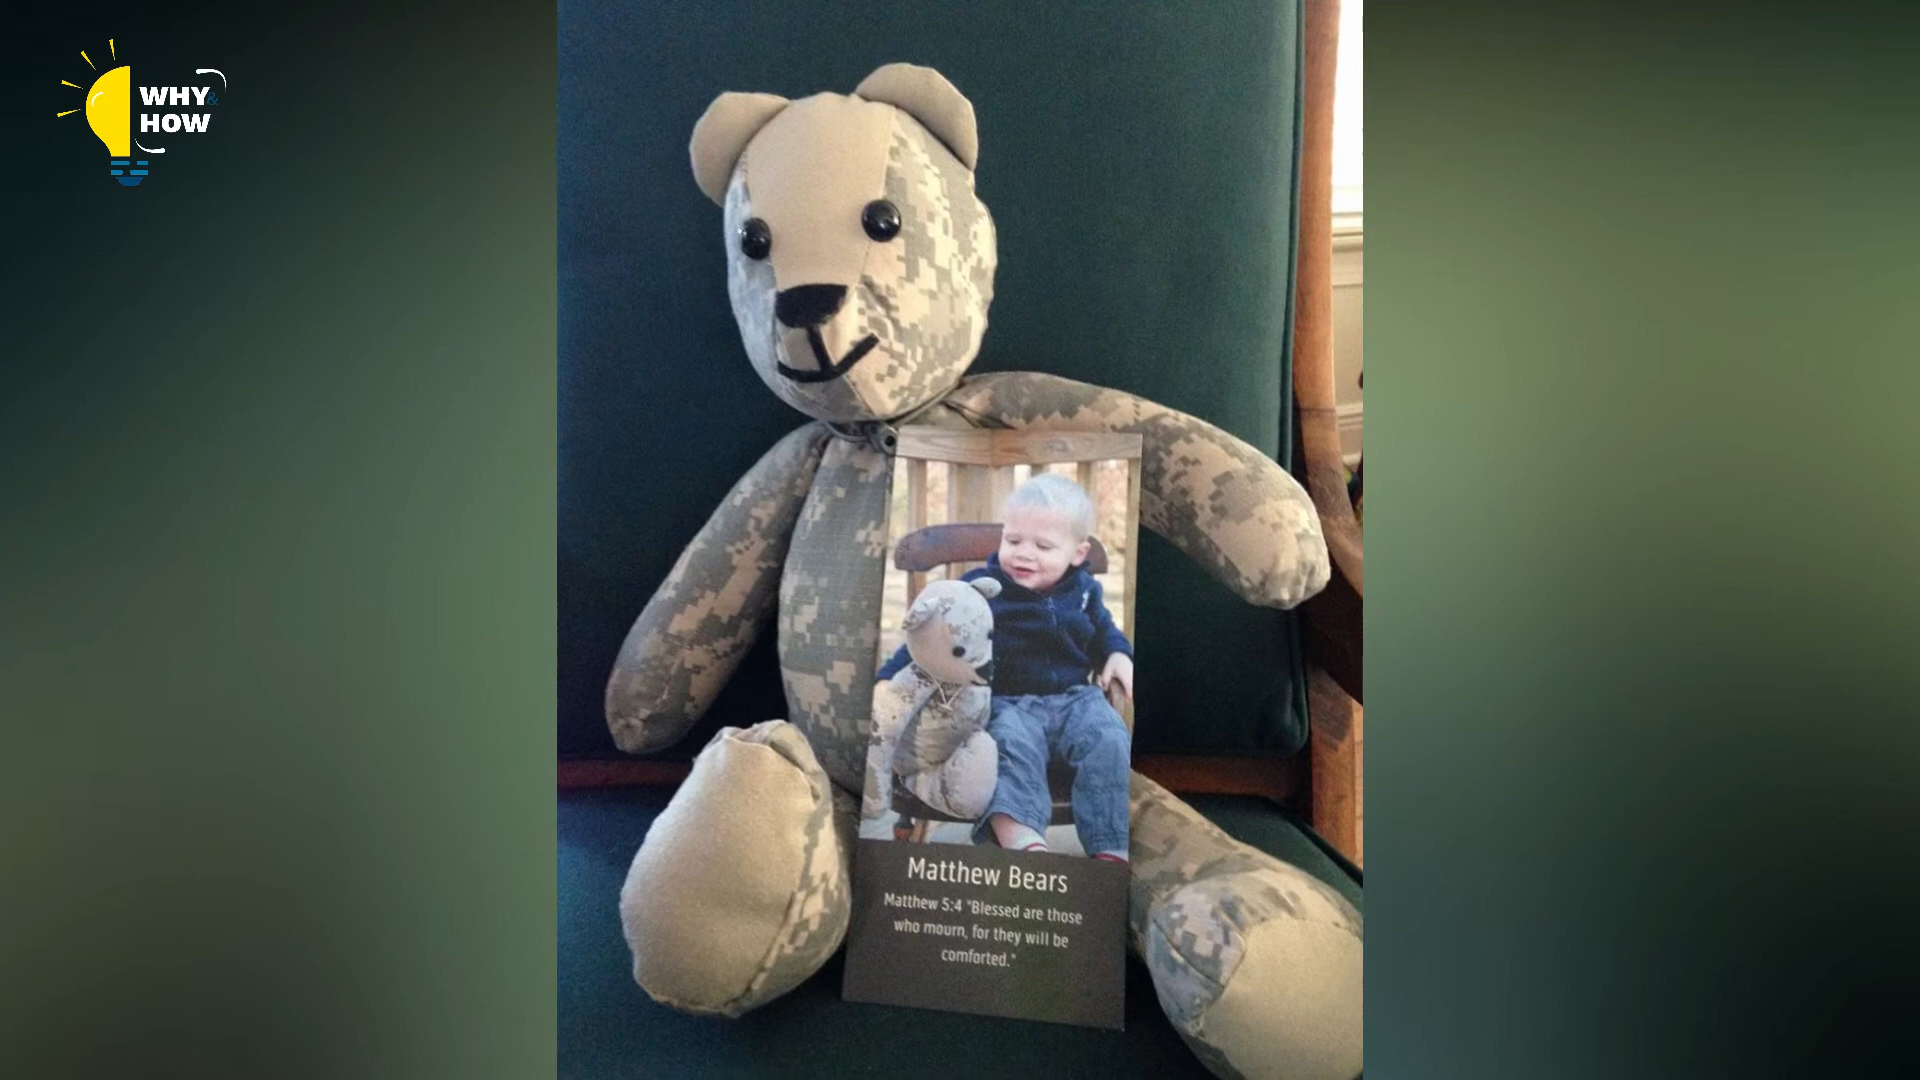 WHY &
HOW
Matthew Bears
Matthew 5:4 "Blessed are those
who mourn, for they will be
comforted."